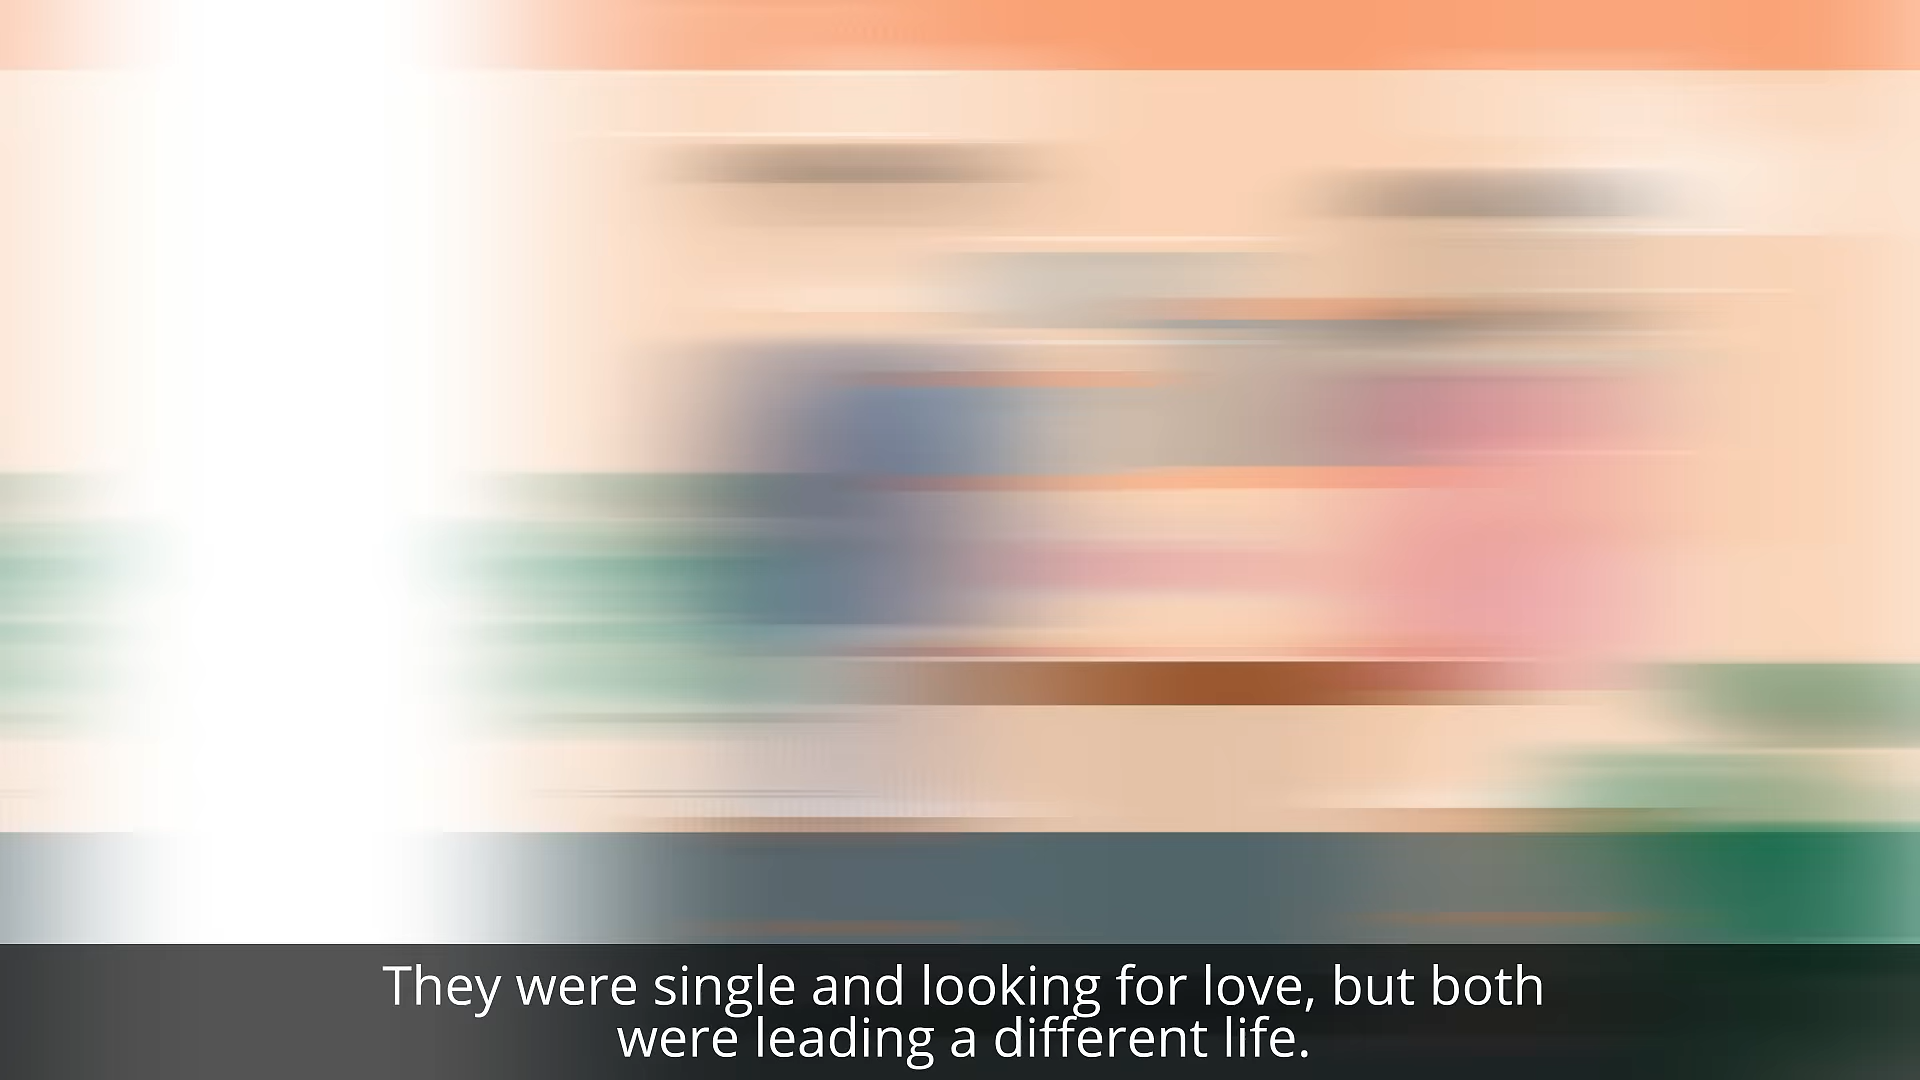 They were single and looking for love, but both
were leading a different life.